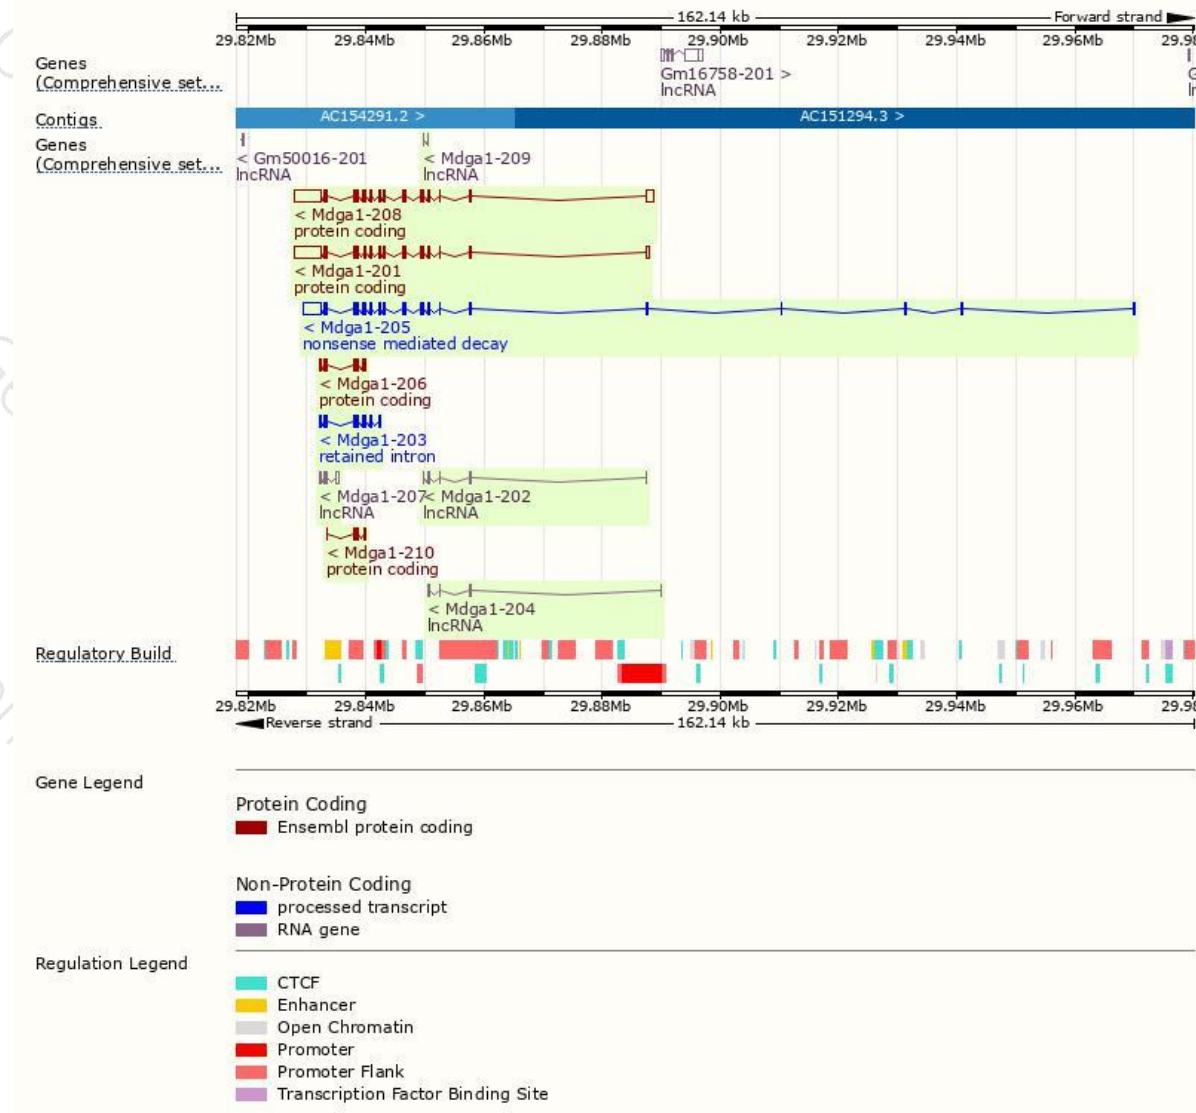 162.14 kb Forward strand
29.82Mb 29.84Mb 29.86Mb 29.88Mb 29.90Mb 29.92Mb 29.94Mb 29.96Mb 29.98
Genes
(Comprehensive set...
Gm16758-201 >
lncRNA
Contigs
AC154291.2 > AC151294.3 >
Genes
(Comprehensive set...
< Gm50016-201 < Mdga1-209
lncRNA lncRNA
< Mdga1-208
protein coding
< Mdga1-201
protein coding
< Mdga1-205
nonsense mediated decay
< Mdga1-206
protein coding
< Mdga1-203
retained intron
< Mdga1-207 < Mdga1-202
lncRNA lncRNA
< Mdga1-210
protein coding
< Mdga1-204
lncRNA
Regulatory Build
29.82Mb 29.84Mb 29.86Mb 29.88Mb 29.90Mb 29.92Mb 29.94Mb 29.96Mb 29.98
Reverse strand 162.14 kb
Gene Legend
Protein Coding
Ensembl protein coding
Non-Protein Coding
processed transcript
RNA gene
Regulation Legend
CTCF
Enhancer
Open Chromatin
Promoter
Promoter Flank
Transcription Factor Binding Site